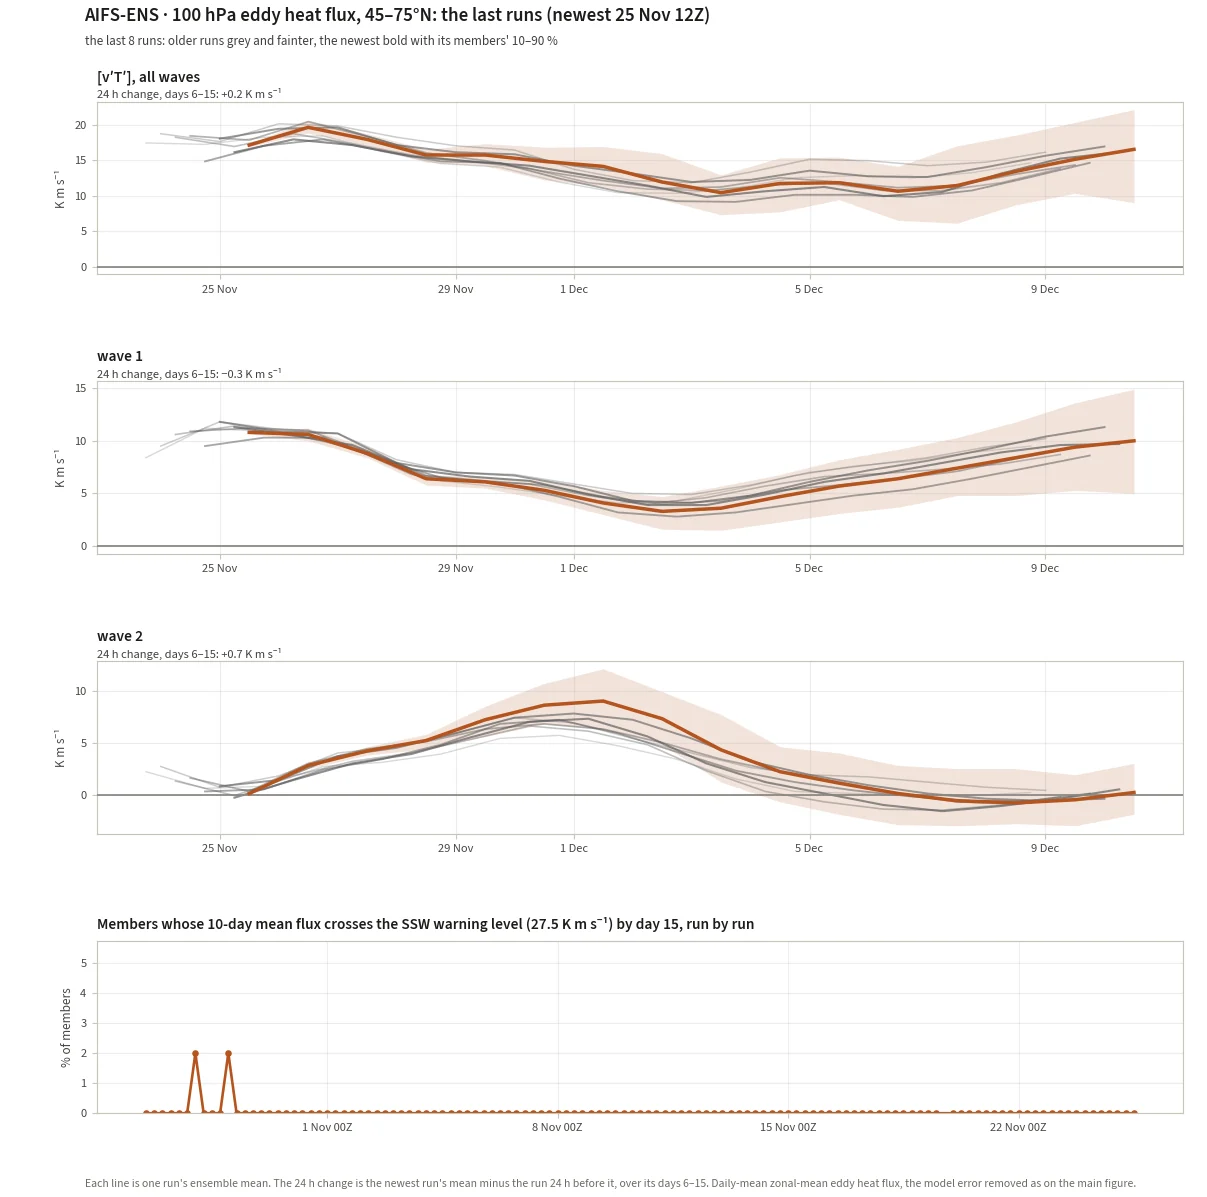 AIFS-ENS · 100 hPa eddy heat flux, 45–75°N: the last runs (newest 25 Nov 12Z)
the last 8 runs: older runs grey and fainter, the newest bold with its members' 10–90 %
[v′T′], all waves
24 h change, days 6–15: +0.2 K m s⁻¹
20
15
10
5
0
K m s⁻¹
25 Nov
29 Nov
1 Dec
5 Dec
9 Dec
wave 1
24 h change, days 6–15: −0.3 K m s⁻¹
15
10
5
0
K m s⁻¹
25 Nov
29 Nov
1 Dec
5 Dec
9 Dec
wave 2
24 h change, days 6–15: +0.7 K m s⁻¹
10
5
0
K m s⁻¹
25 Nov
29 Nov
1 Dec
5 Dec
9 Dec
Members whose 10-day mean flux crosses the SSW warning level (27.5 K m s⁻¹) by day 15, run by run
5
4
3
2
1
0
% of members
1 Nov 00Z
8 Nov 00Z
15 Nov 00Z
22 Nov 00Z
Each line is one run's ensemble mean. The 24 h change is the newest run's mean minus the run 24 h before it, over its days 6–15. Daily-mean zonal-mean eddy heat flux, the model error removed as on the main figure.